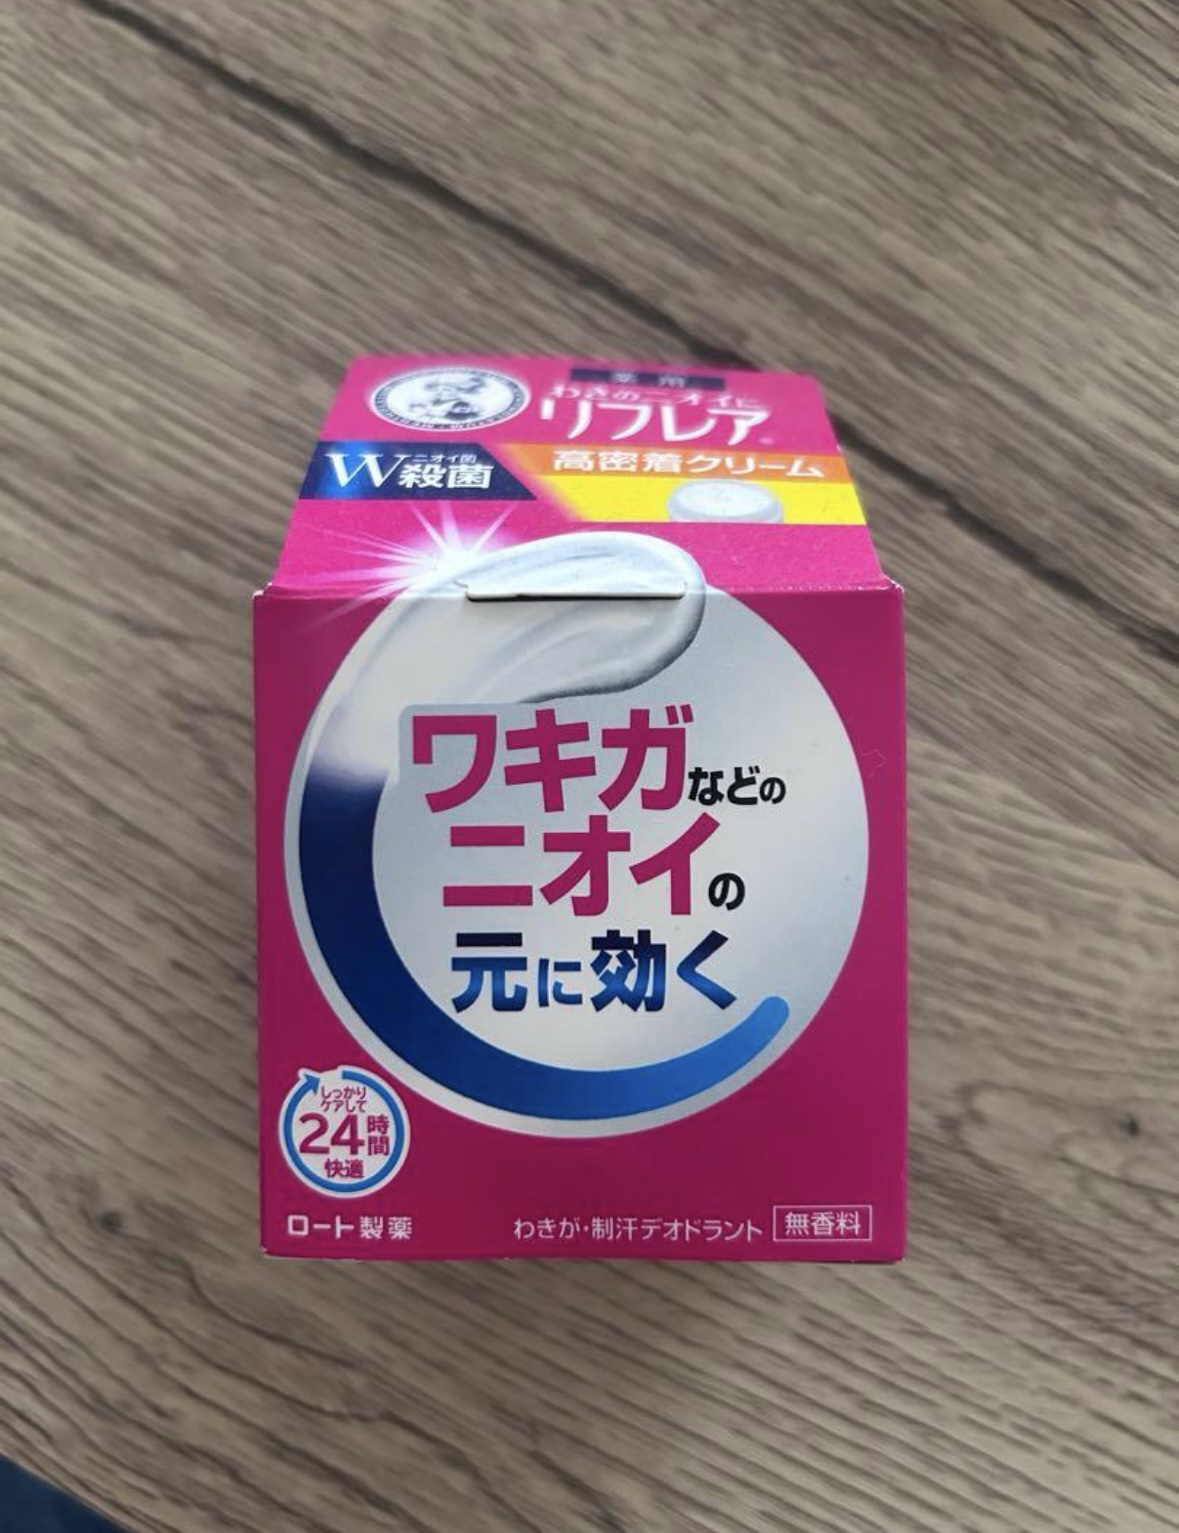 薬用
わきのニオイに
リフレア
ニオイ菌
W殺菌
高密着クリーム
ワキガなどの
ニオイの
元に効く
しっかり
ケアして
24時間
快適
ロート製薬
わきが・制汗デオドラント 無香料